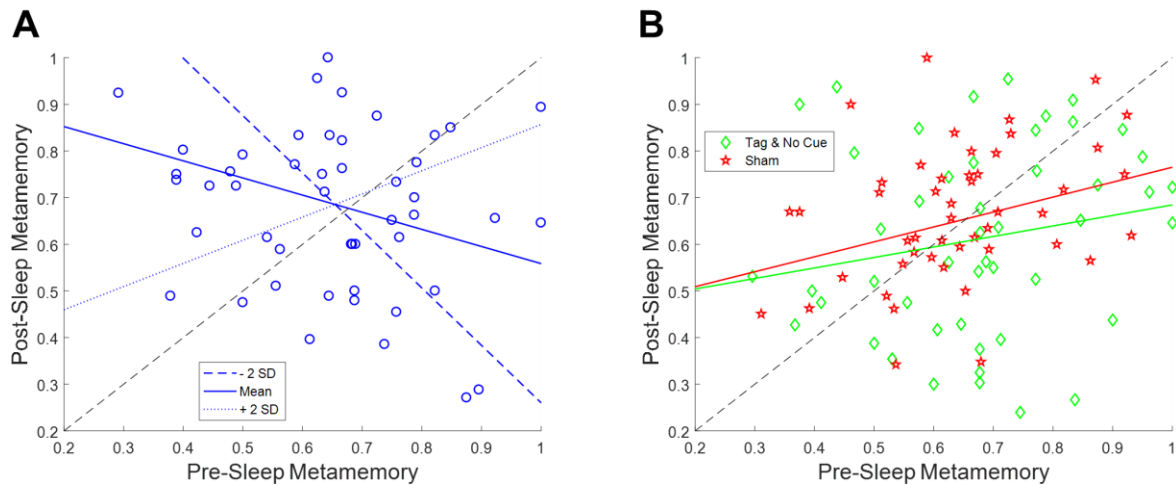 A
Post-Sleep Metamemory
1
0.9
0.8
0.7
0.6
0.5
0.4
0.3
0.2
- 2 SD
Mean
+ 2 SD
0.2 0.3 0.4 0.5 0.6 0.7 0.8 0.9 1
Pre-Sleep Metamemory
B
Post-Sleep Metamemory
1
0.9
0.8
0.7
0.6
0.5
0.4
0.3
0.2
Tag & No Cue
Sham
0.2 0.3 0.4 0.5 0.6 0.7 0.8 0.9 1
Pre-Sleep Metamemory